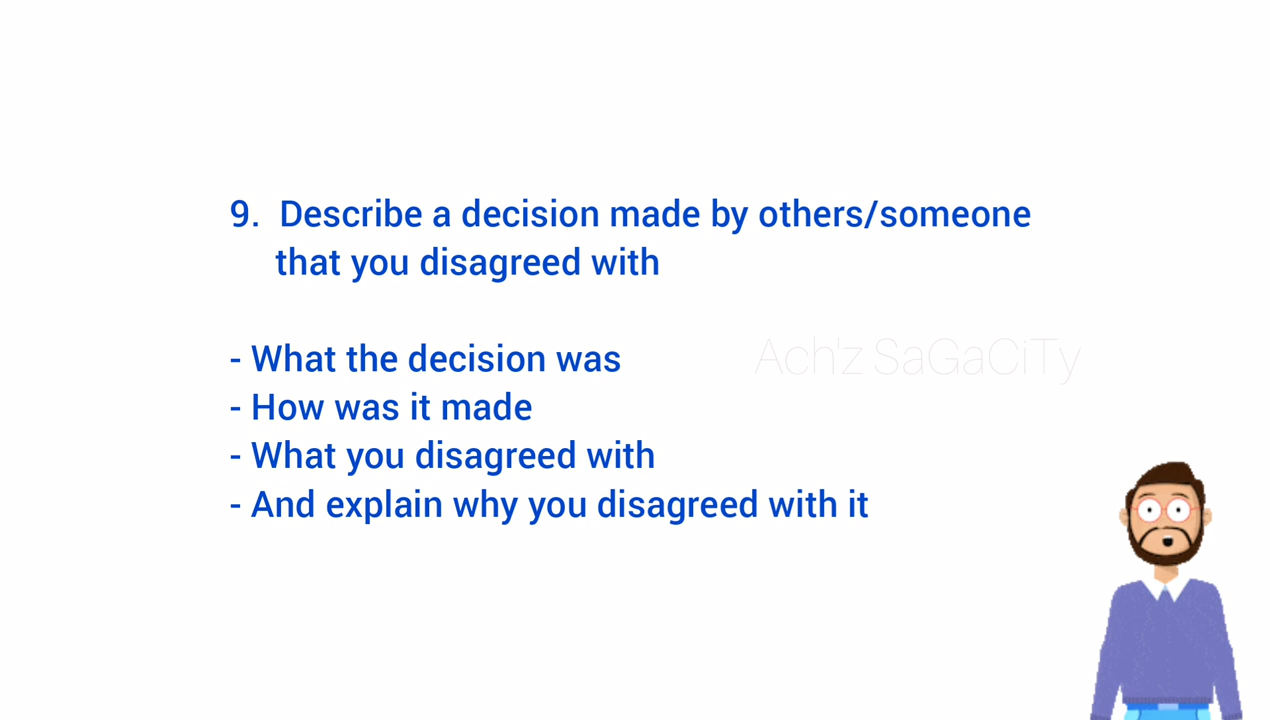 9. Describe a decision made by others/someone
that you disagreed with
- What the decision was
Ach'z SaGaCiTy
- How was it made
- What you disagreed with
- And explain why you disagreed with it